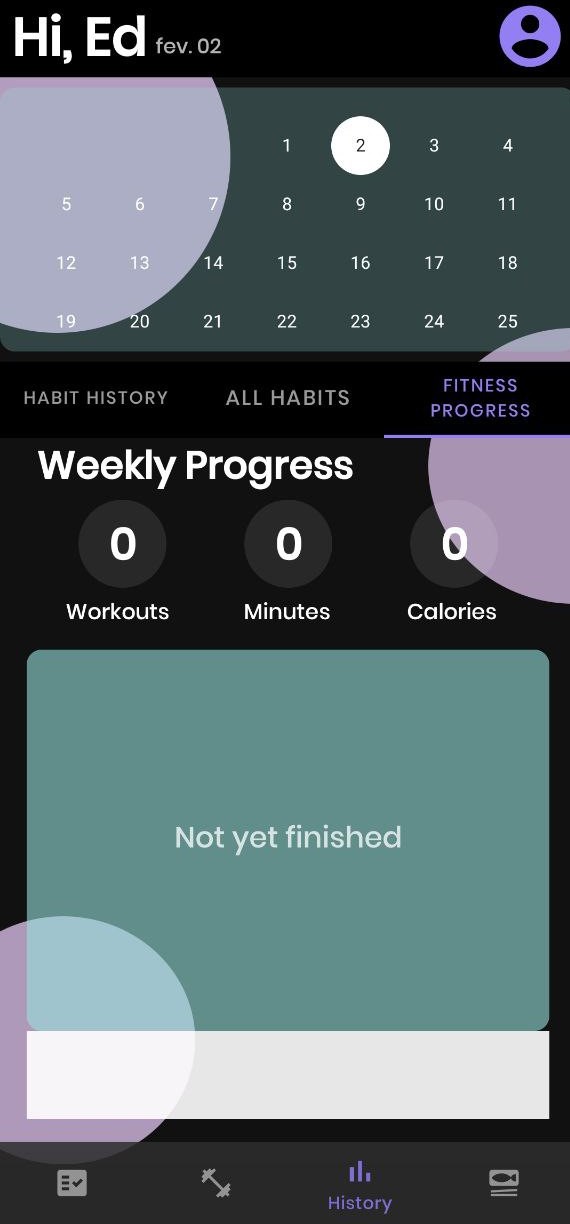 Hi, Ed fev. 02
1 2 3 4
5 6 7 8 9 10 11
12 13 14 15 16 17 18
19 20 21 22 23 24 25
HABIT HISTORY ALL HABITS FITNESS
PROGRESS
Weekly Progress
0 0 0
Workouts Minutes Calories
Not yet finished
History